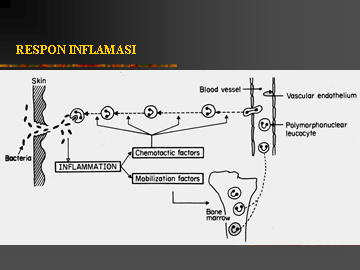 RESPON INFLAMASI
Skin
Blood vessel
Vascular endothelium
Polymorphonuclear
leucocyte
Bacteria
Chemotactic factors
INFLAMMATION
Mobilization factors
Bone
marrow